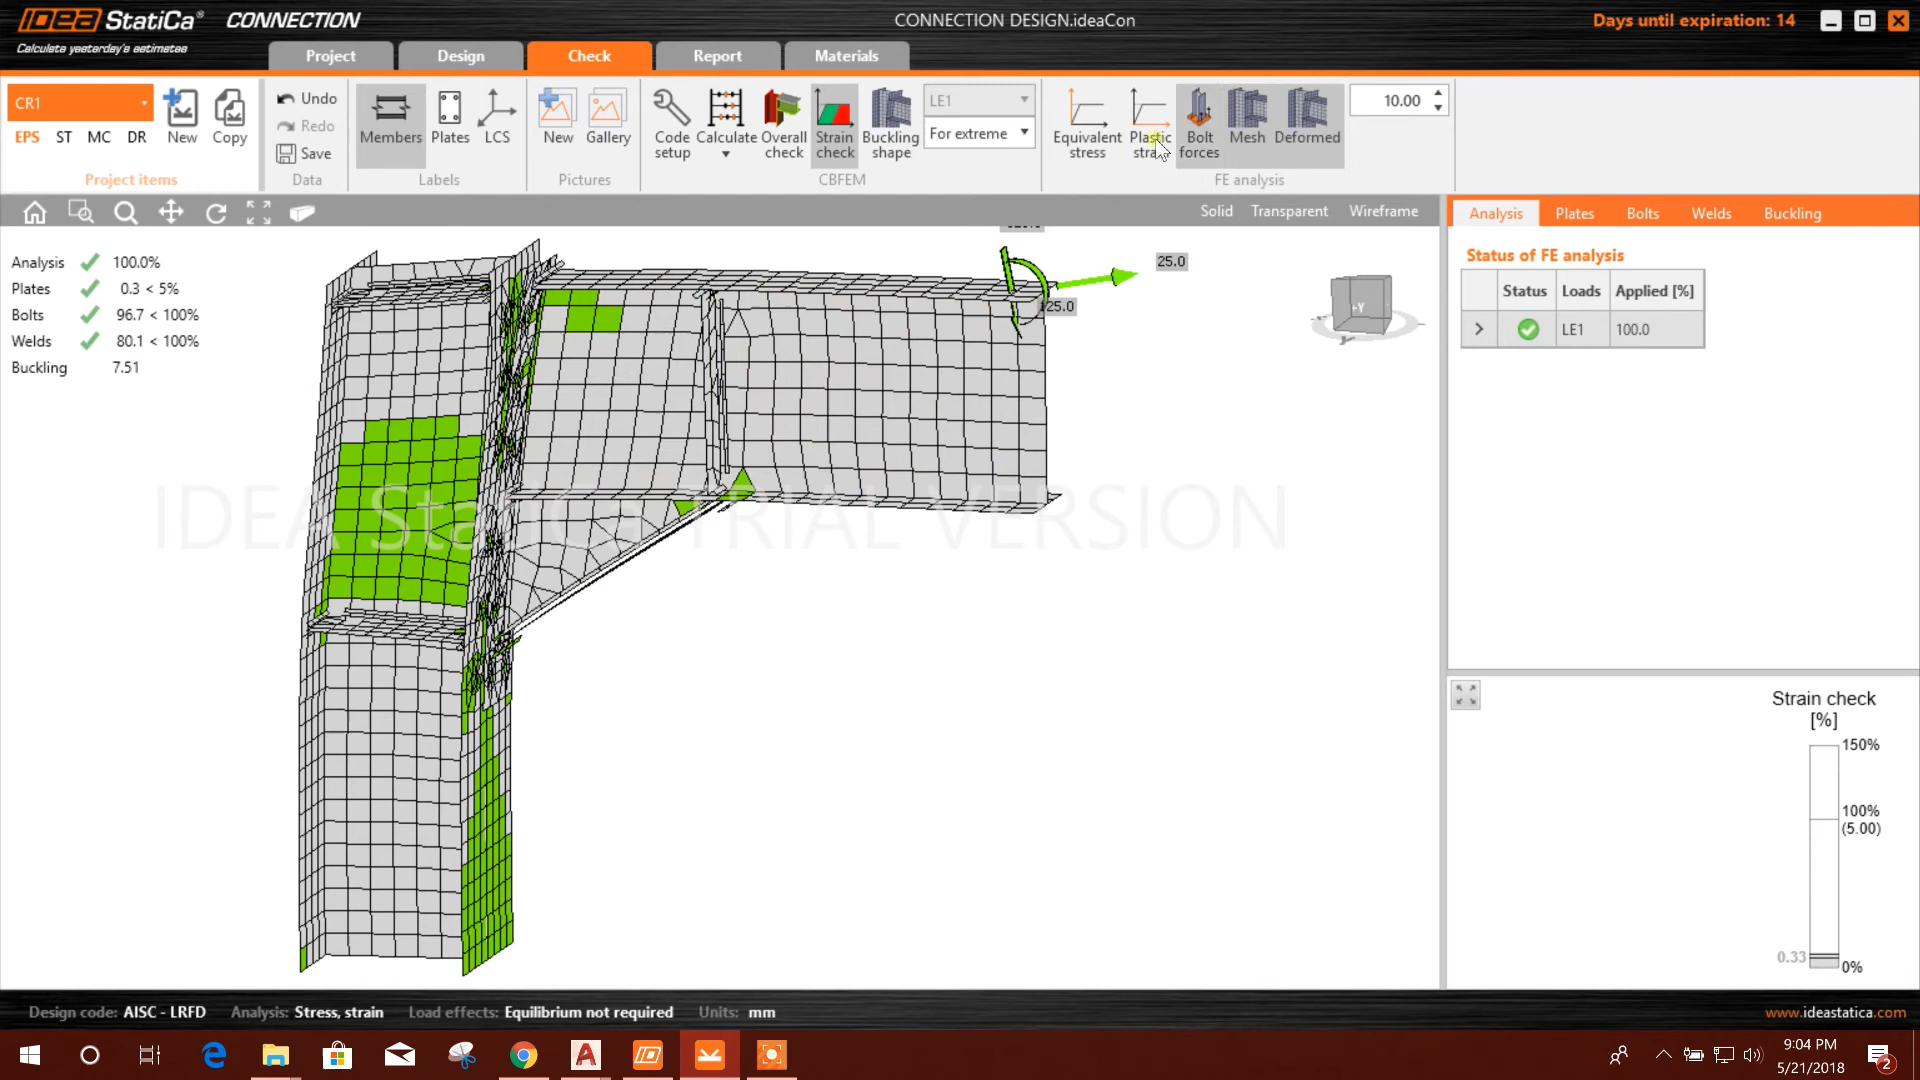 IDEA StatiCa® CONNECTION
Calculate yesterday's estimates
CONNECTION DESIGN.ideaCon
Days until expiration: 14
Project
Design
Check
Report
Materials
CR1
EPS ST MC DR
New
Copy
Project items
Undo
Redo
Save
Data
Members
Plates
LCS
Labels
New
Gallery
Pictures
Code setup
Calculate
Overall check
Strain check
Buckling shape
LE1
For extreme
CBFEM
Equivalent stress
Plastic strain
Bolt forces
Mesh
Deformed
10.00
FE analysis
Solid Transparent Wireframe
Analysis 100.0%
Plates 0.3 < 5%
Bolts 96.7 < 100%
Welds 80.1 < 100%
Buckling 7.51
25.0
+Y
IDEA StatiCa TRIAL VERSION
Analysis Plates Bolts Welds Buckling
Status of FE analysis
Status Loads Applied [%]
LE1 100.0
Strain check
[%]
150%
100%
(5.00)
0.33
0%
Design code: AISC - LRFD Analysis: Stress, strain Load effects: Equilibrium not required Units: mm
www.ideastatica.com
9:04 PM
5/21/2018
2